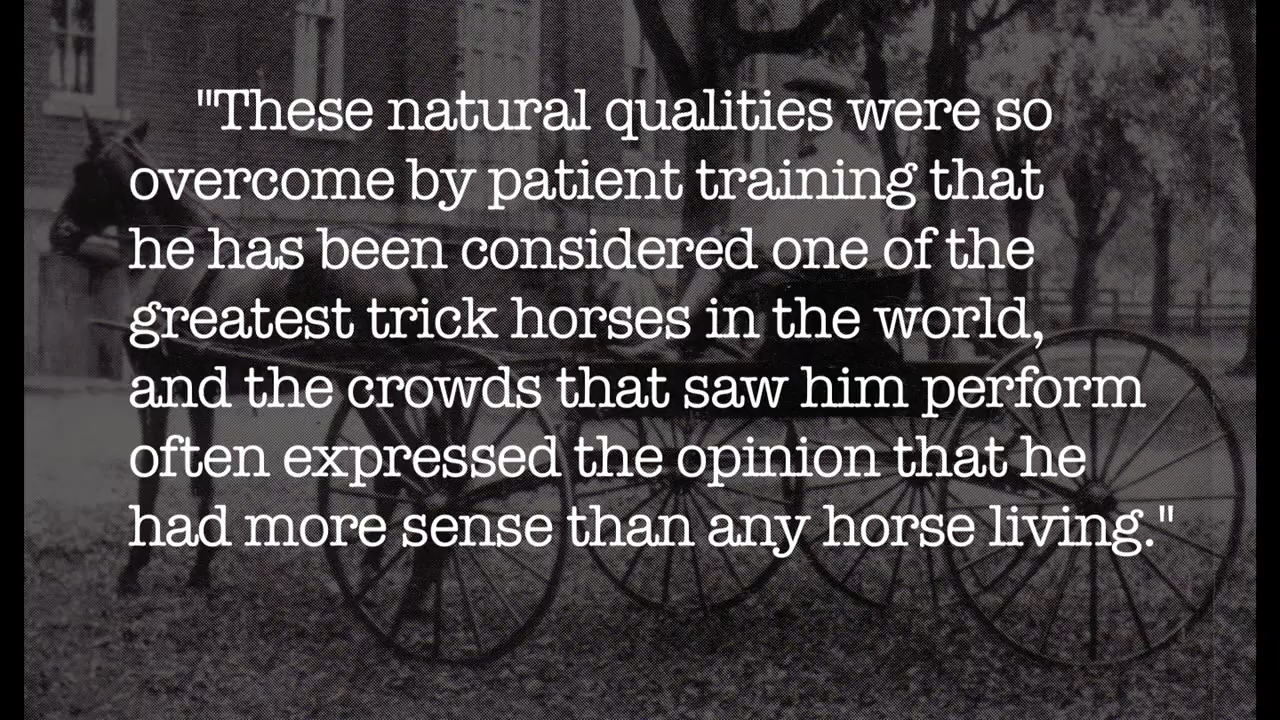 "These natural qualities were so
overcome by patient training that
he has been considered one of the
greatest trick horses in the world,
and the crowds that saw him perform
often expressed the opinion that he
had more sense than any horse living."